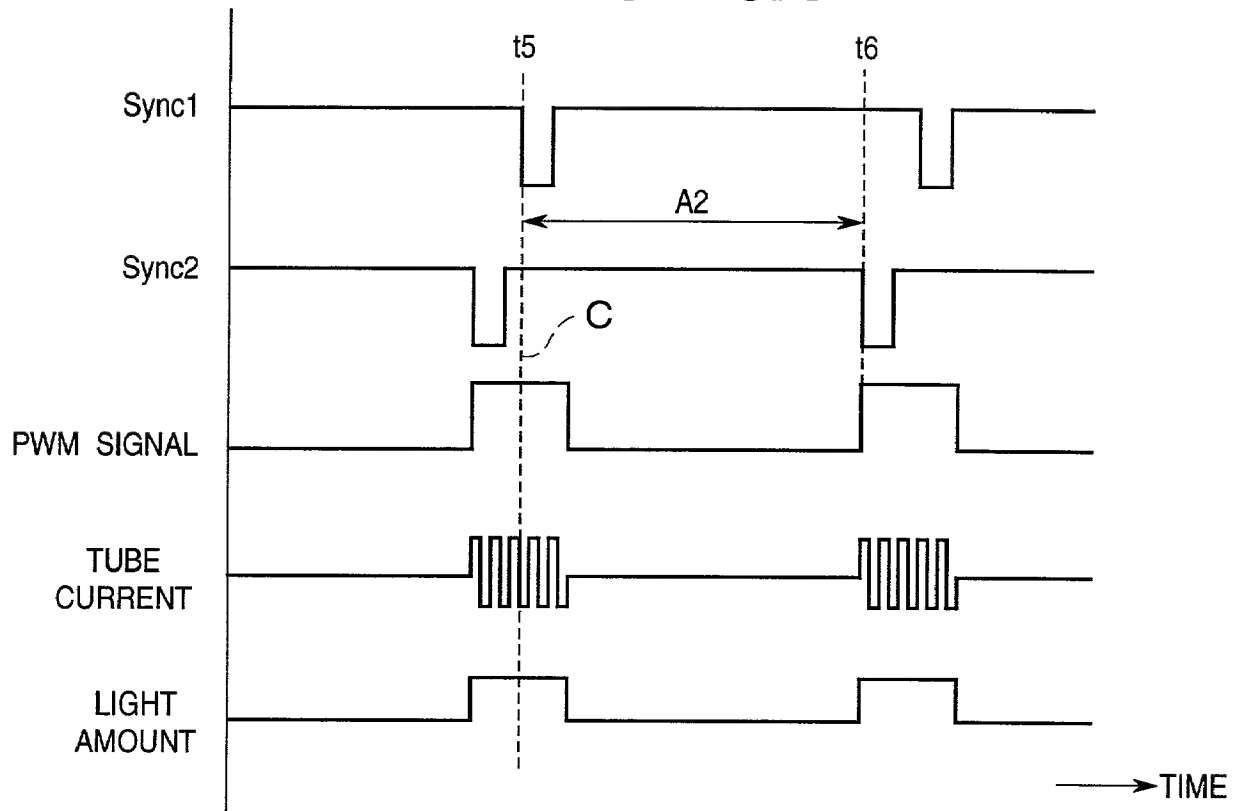 t5
t6
Sync1
A2
Sync2
C
PWM SIGNAL
TUBE
CURRENT
LIGHT
AMOUNT
TIME